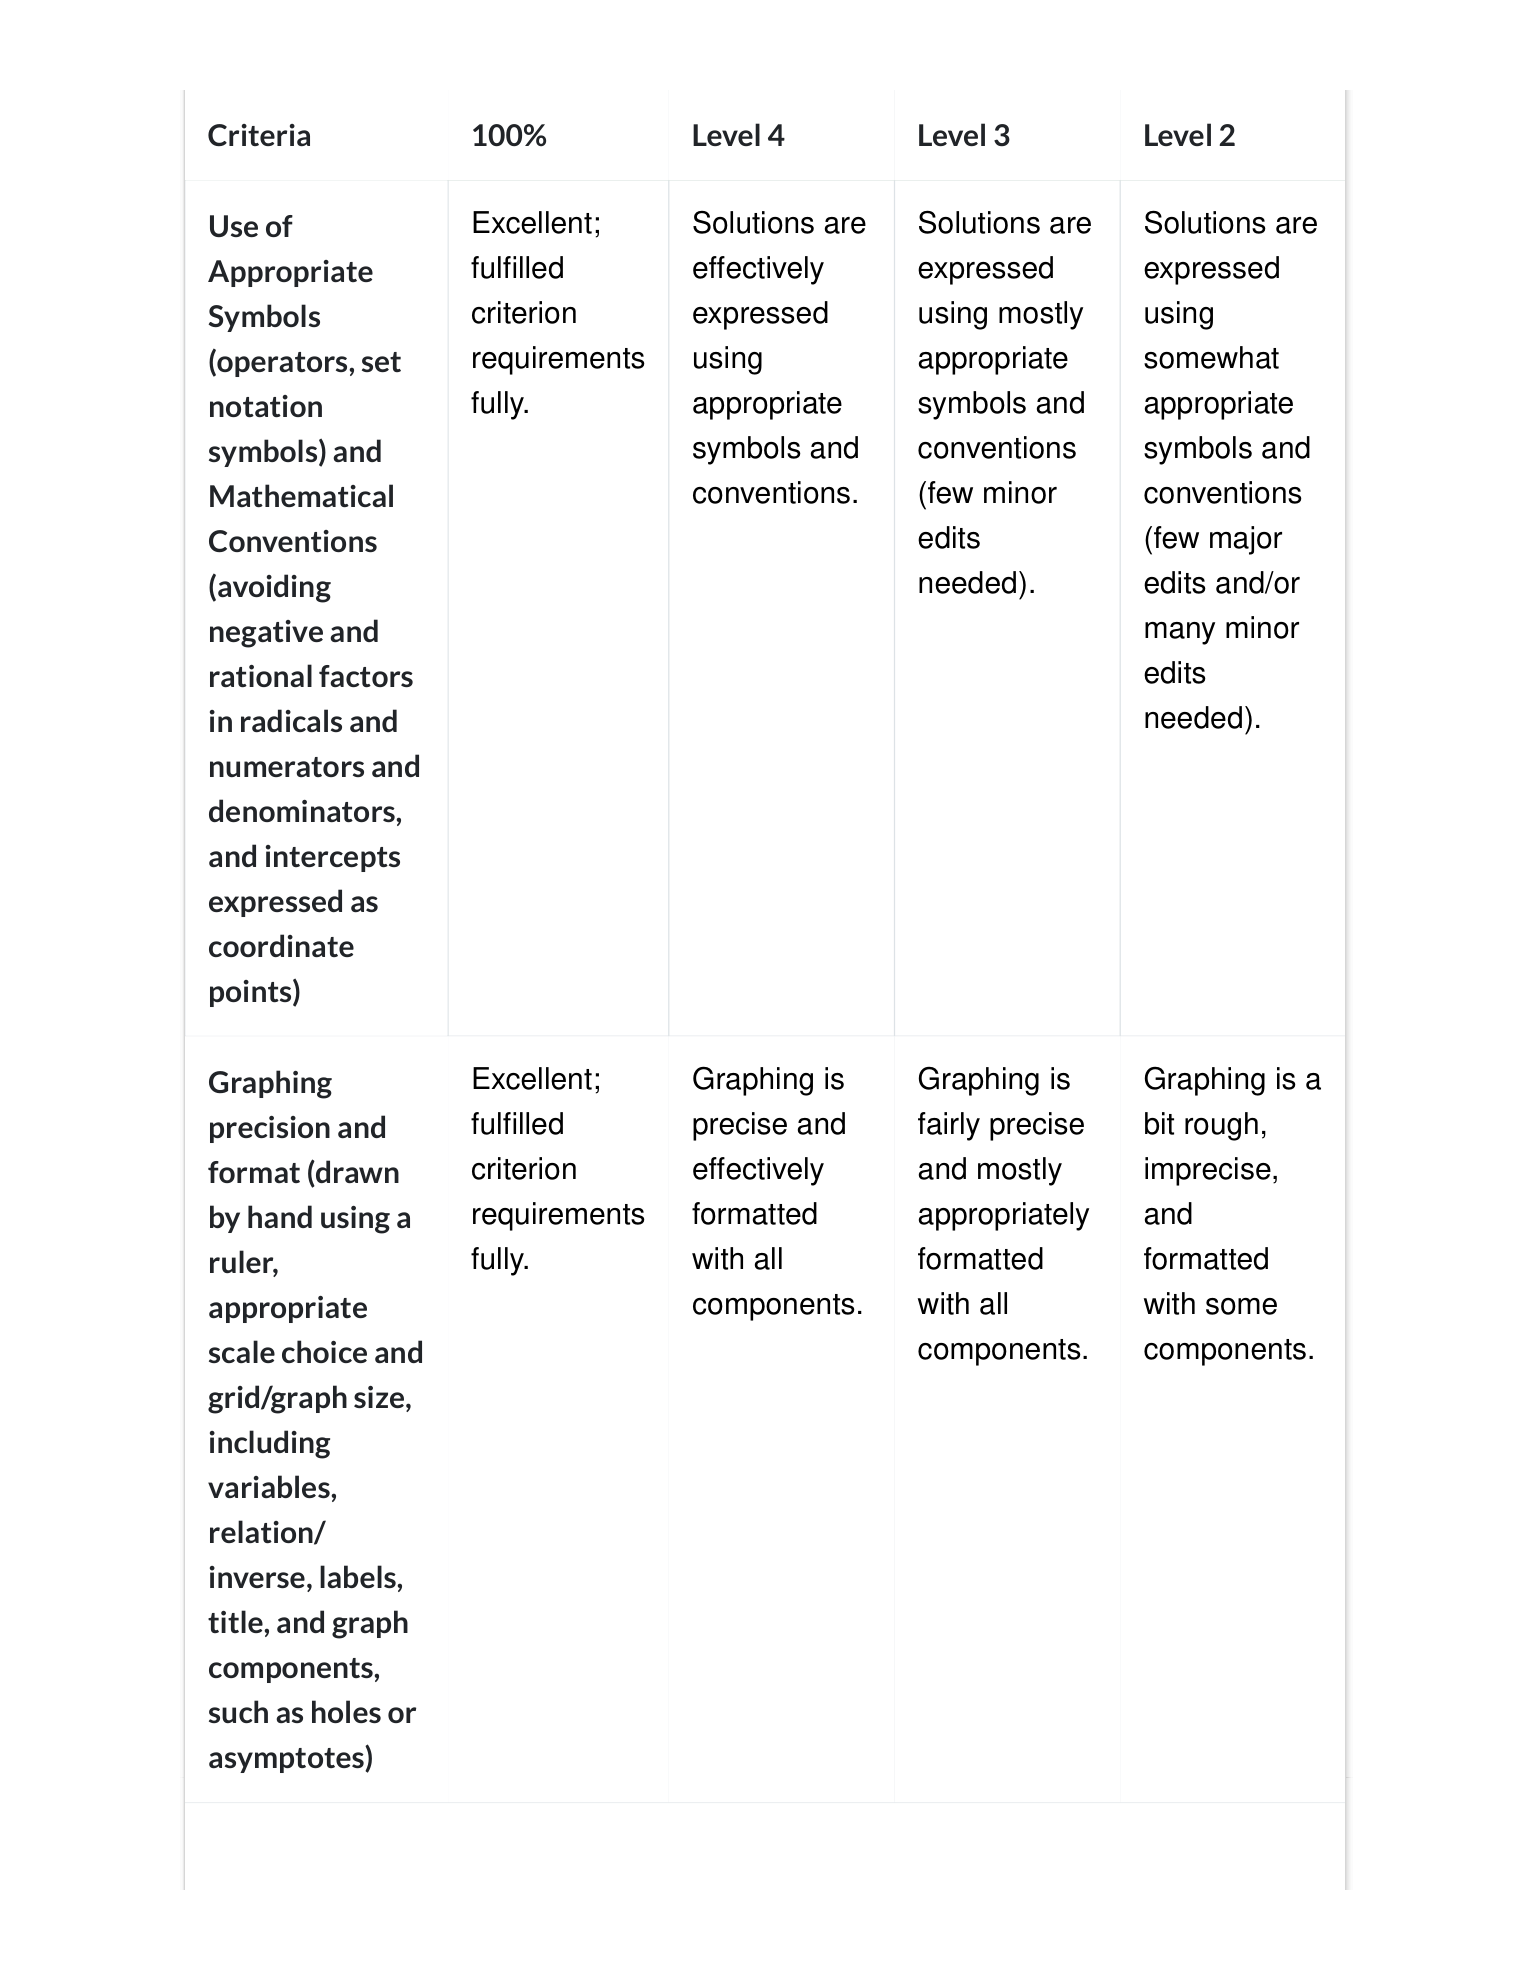 Criteria
100%
Level 4
Level 3
Level 2
Use of
Appropriate
Symbols
(operators, set
notation
symbols) and
Mathematical
Conventions
(avoiding
negative and
rational factors
in radicals and
numerators and
denominators,
and intercepts
expressed as
coordinate
points)
Excellent;
fulfilled
criterion
requirements
fully.
Solutions are
effectively
expressed
using
appropriate
symbols and
conventions.
Solutions are
expressed
using mostly
appropriate
symbols and
conventions
(few minor
edits
needed).
Solutions are
expressed
using
somewhat
appropriate
symbols and
conventions
(few major
edits and/or
many minor
edits
needed).
Graphing
precision and
format (drawn
by hand using a
ruler,
appropriate
scale choice and
grid/graph size,
including
variables,
relation/
inverse, labels,
title, and graph
components,
such as holes or
asymptotes)
Excellent;
fulfilled
criterion
requirements
fully.
Graphing is
precise and
effectively
formatted
with all
components.
Graphing is
fairly precise
and mostly
appropriately
formatted
with all
components.
Graphing is a
bit rough,
imprecise,
and
formatted
with some
components.